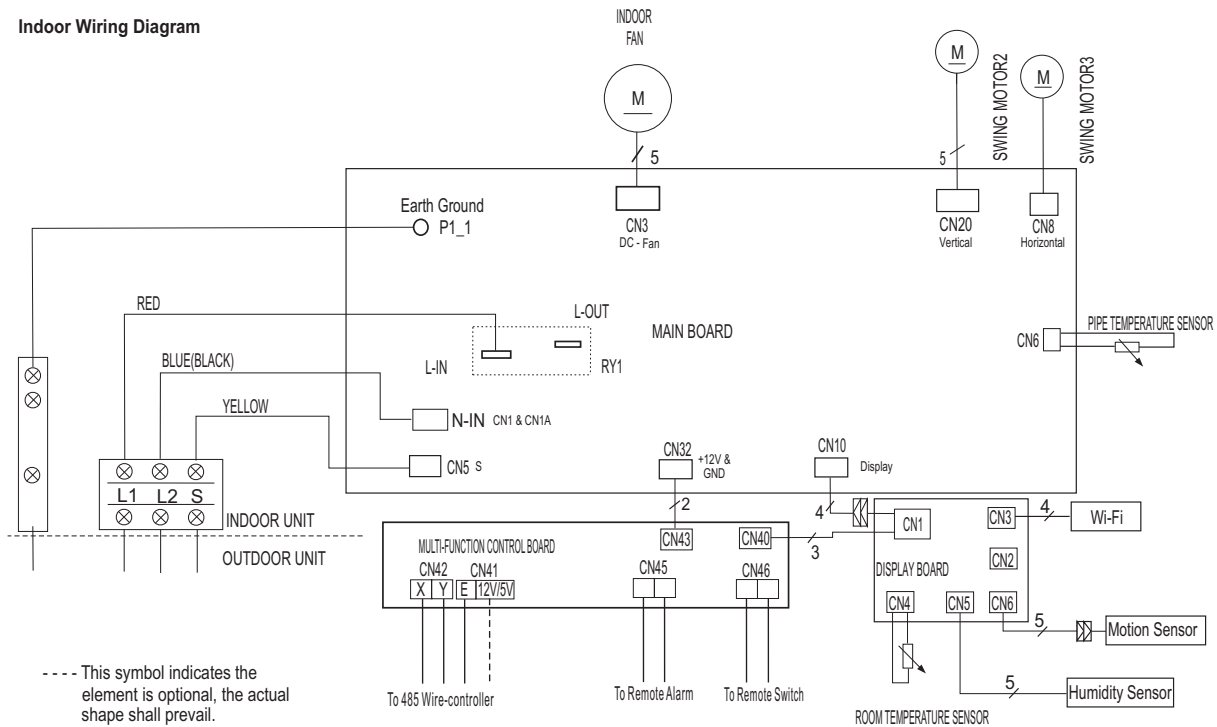 Indoor Wiring Diagram
INDOOR
FAN
M
M
M
SWING MOTOR2
SWING MOTOR3
5
5
Earth Ground
P1_1
CN3
DC - Fan
CN20
Vertical
CN8
Horizontal
RED
L-OUT
MAIN BOARD
PIPE TEMPERATURE SENSOR
CN6
L-IN
RY1
BLUE(BLACK)
N-IN CN1 & CN1A
YELLOW
CN5 S
CN32
+12V &
GND
CN10
Display
L1 L2 S
INDOOR UNIT
OUTDOOR UNIT
2
4
3
CN1
CN3
4
Wi-Fi
MULTI-FUNCTION CONTROL BOARD
CN43
CN40
CN2
DISPLAY BOARD
CN42
CN41
X Y E 12V/5V
CN45
CN46
CN4
CN5
CN6
5
Motion Sensor
5
Humidity Sensor
To 485 Wire-controller
To Remote Alarm
To Remote Switch
ROOM TEMPERATURE SENSOR
- - - - This symbol indicates the
element is optional, the actual
shape shall prevail.